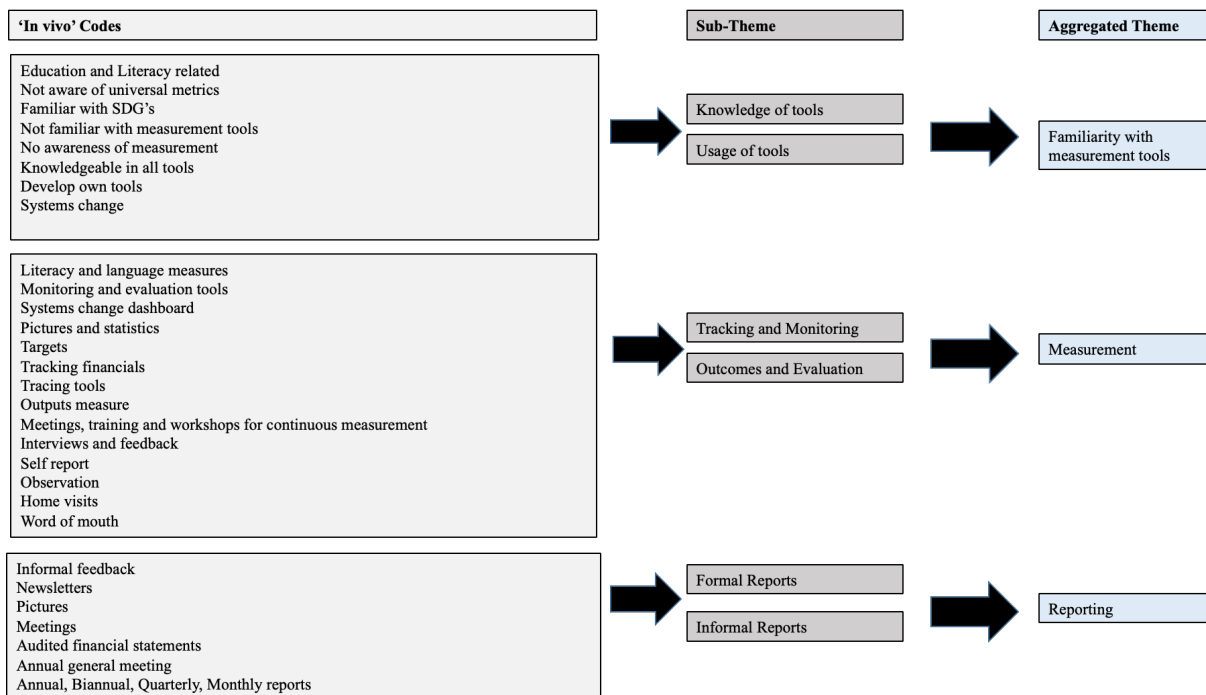 ‘In vivo’ Codes
Sub-Theme
Aggregated Theme
Education and Literacy related
Not aware of universal metrics
Familiar with SDG’s
Not familiar with measurement tools
No awareness of measurement
Knowledgeable in all tools
Develop own tools
Systems change
Knowledge of tools
Usage of tools
Familiarity with
measurement tools
Literacy and language measures
Monitoring and evaluation tools
Systems change dashboard
Pictures and statistics
Targets
Tracking financials
Tracing tools
Outputs measure
Meetings, training and workshops for continuous measurement
Interviews and feedback
Self report
Observation
Home visits
Word of mouth
Tracking and Monitoring
Outcomes and Evaluation
Measurement
Informal feedback
Newsletters
Pictures
Meetings
Audited financial statements
Annual general meeting
Annual, Biannual, Quarterly, Monthly reports
Formal Reports
Informal Reports
Reporting